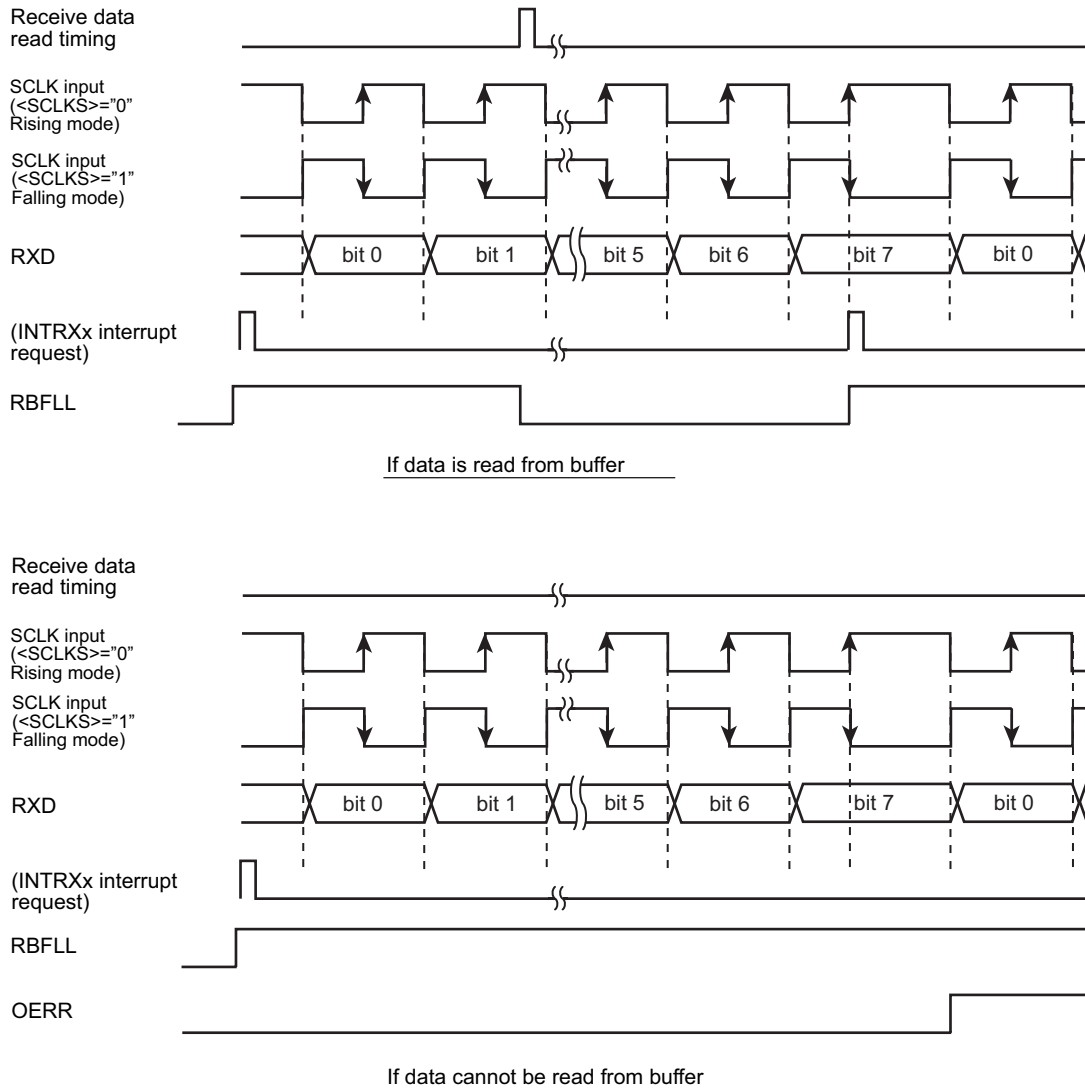 Receive data
read timing
SCLK input
(<SCLKS>="0"
Rising mode)
SCLK input
(<SCLKS>="1"
Falling mode)
RXD
bit 0
bit 1
bit 5
bit 6
bit 7
bit 0
(INTRXx interrupt
request)
RBFLL
If data is read from buffer
Receive data
read timing
SCLK input
(<SCLKS>="0"
Rising mode)
SCLK input
(<SCLKS>="1"
Falling mode)
RXD
bit 0
bit 1
bit 5
bit 6
bit 7
bit 0
(INTRXx interrupt
request)
RBFLL
OERR
If data cannot be read from buffer